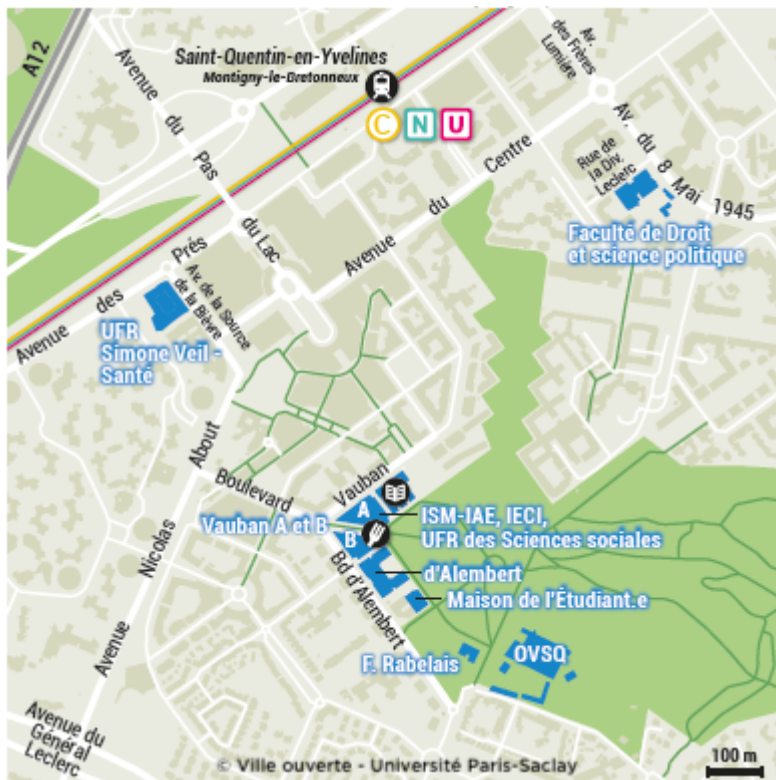 A12
Saint-Quentin-en-Yvelines
Montigny-le-Bretonneux
C N U
Av.
des Frères
Lumière
Avenue du Pas du Lac
Avenue du Centre
Rue de
la Div.
Leclerc
Av. du 8 Mai 1945
Faculté de Droit
et science politique
Avenue des Prés
Av. de la Source
de la Bièvre
UFR
Simone Veil -
Santé
Avenue Nicolas About
Boulevard Vauban
A
B
Vauban A et B
ISM-IAE, IECI,
UFR des Sciences sociales
d'Alembert
Maison de l'Étudiant.e
Bd d'Alembert
F. Rabelais
OVSQ
Avenue du
Général
Leclerc
© Ville ouverte - Université Paris-Saclay
100 m